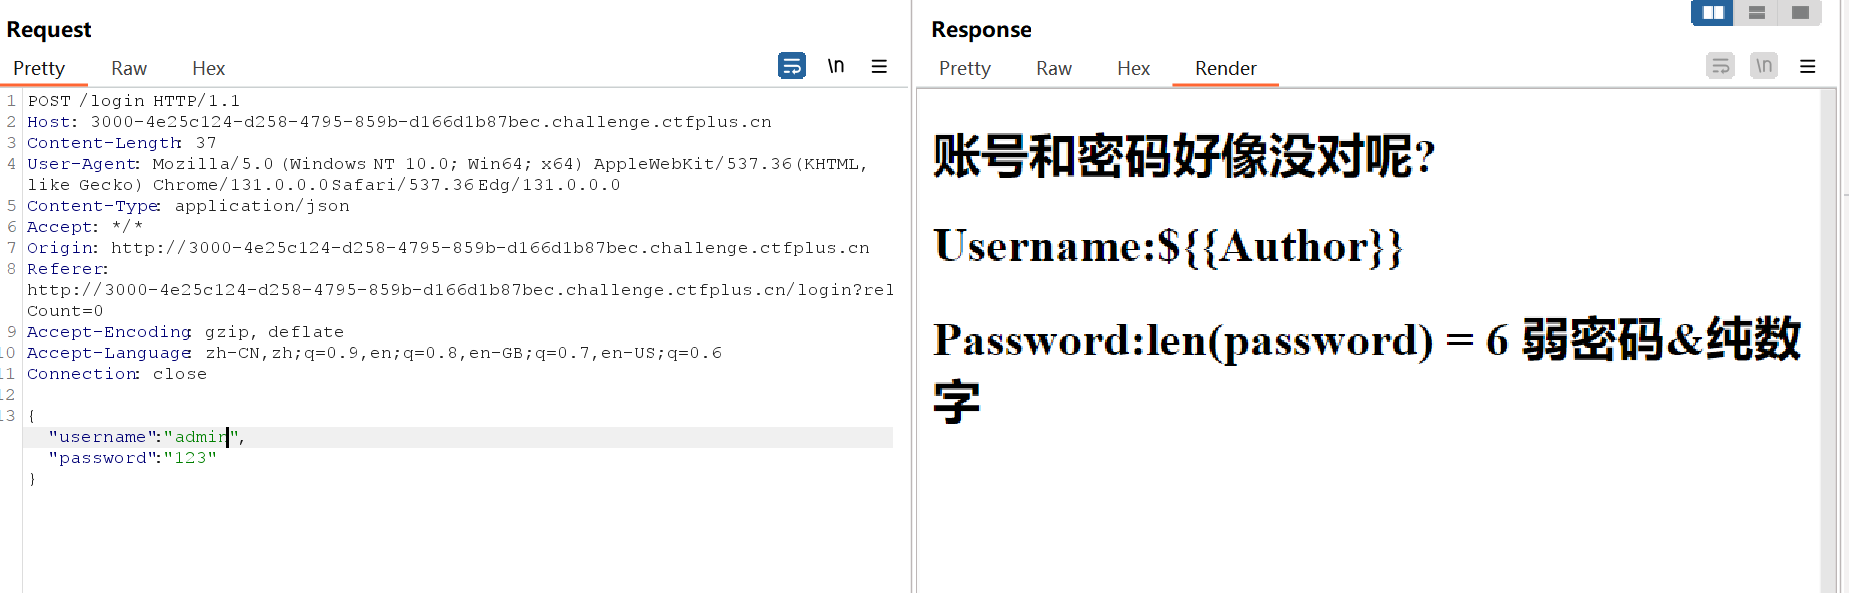 Request
Pretty Raw Hex
\n
1 POST /login HTTP/1.1
2 Host: 3000-4e25c124-d258-4795-859b-d166d1b87bec.challenge.ctfplus.cn
3 Content-Length: 37
4 User-Agent: Mozilla/5.0 (Windows NT 10.0; Win64; x64) AppleWebKit/537.36 (KHTML,
like Gecko) Chrome/131.0.0.0 Safari/537.36 Edg/131.0.0.0
5 Content-Type: application/json
6 Accept: */*
7 Origin: http://3000-4e25c124-d258-4795-859b-d166d1b87bec.challenge.ctfplus.cn
8 Referer:
http://3000-4e25c124-d258-4795-859b-d166d1b87bec.challenge.ctfplus.cn/login?rel
Count=0
9 Accept-Encoding: gzip, deflate
10 Accept-Language: zh-CN,zh;q=0.9,en;q=0.8,en-GB;q=0.7,en-US;q=0.6
11 Connection: close
12
13 {
"username":"admin",
"password":"123"
}
Response
Pretty Raw Hex Render
\n
账号和密码好像没对呢?
Username:${{Author}}
Password:len(password) = 6 弱密码&纯数
字